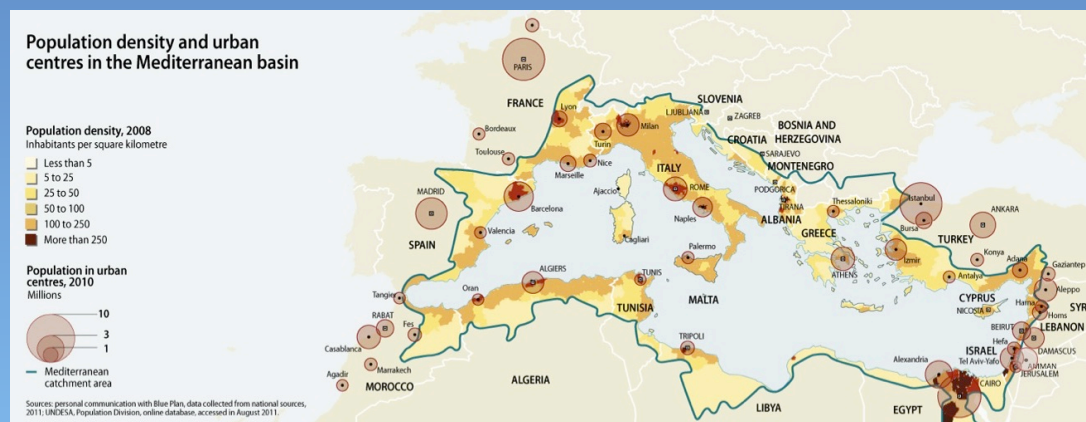 Population density and urban
centres in the Mediterranean basin
Population density, 2008
Inhabitants per square kilometre
Less than 5
5 to 25
25 to 50
50 to 100
100 to 250
More than 250
Population in urban
centres, 2010
Millions
10
3
1
Mediterranean
catchment area
Sources: personal communication with Blue Plan, data collected from national sources,
2011; UNDESA, Population Division, online database, accessed in August 2011.
PARIS
FRANCE
Lyon
Bordeaux
Toulouse
Turin
Milan
Marseille
Nice
SLOVENIA
LJUBLJANA
ZAGREB
CROATIA
BOSNIA AND
HERZEGOVINA
SARAJEVO
MONTENEGRO
PODGORICA
TIRANA
ALBANIA
ITALY
ROME
Naples
Ajaccio
Cagliari
Palermo
MADRID
SPAIN
Barcelona
Valencia
Thessaloniki
GREECE
ATHENS
Istanbul
Bursa
ANKARA
TURKEY
Izmir
Konya
Antalya
Adana
Gaziantep
Aleppo
Hama
Homs
SYR
CYPRUS
NICOSIA
BEIRUT
LEBANON
DAMASCUS
Hefa
ISRAEL
Tel Aviv-Yafo
AMMAN
JERUSALEM
Alexandria
CAIRO
EGYPT
LIBYA
TRIPOLI
MALTA
TUNIS
TUNISIA
ALGIERS
Oran
ALGERIA
Tangier
RABAT
Fes
Casablanca
Marrakech
Agadir
MOROCCO